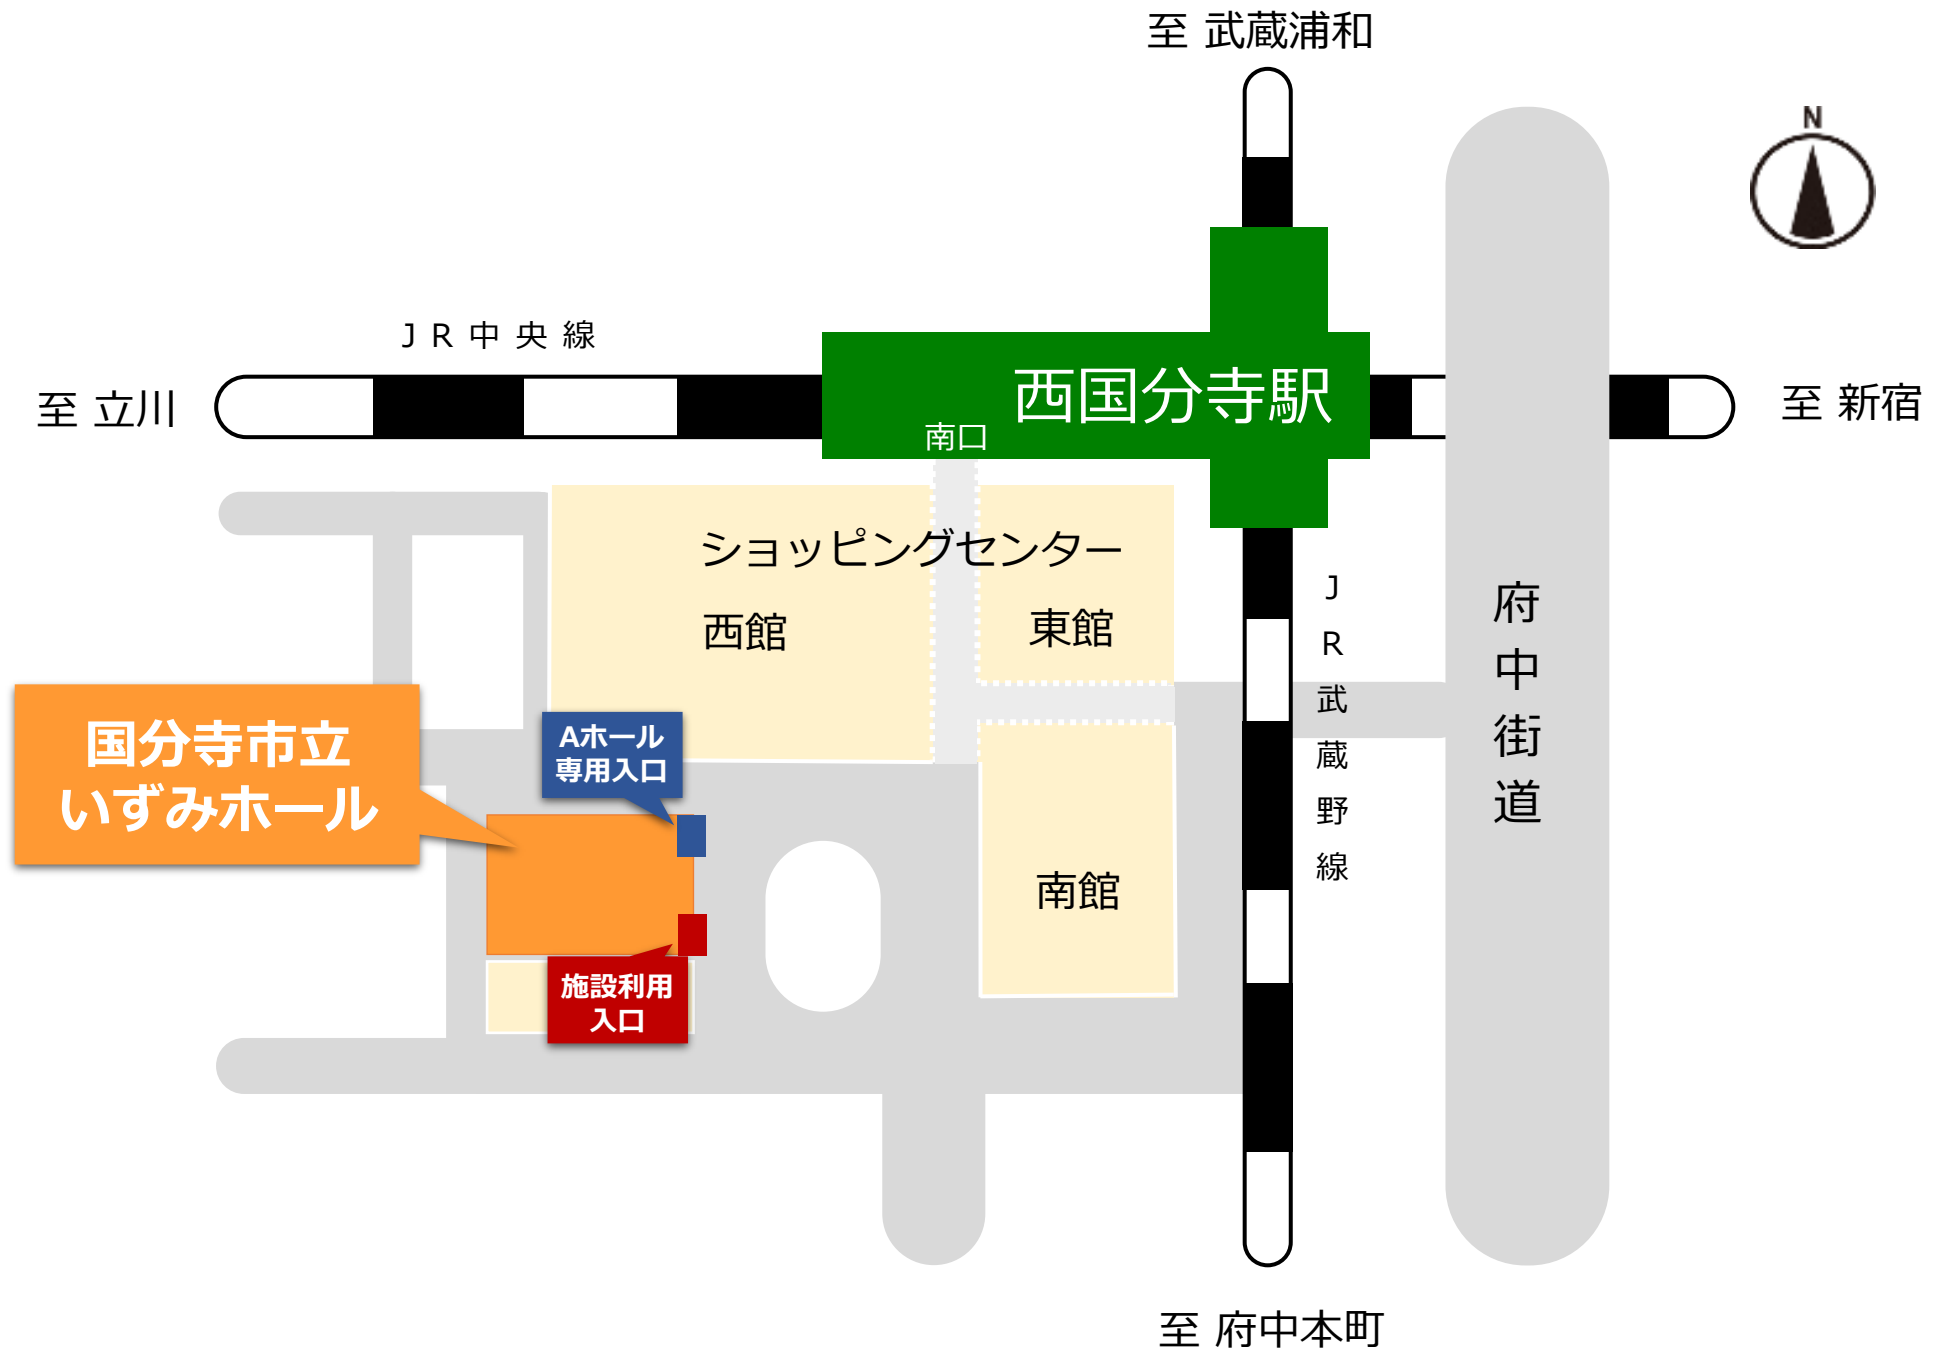 至 武蔵浦和
N
JR中央線
至 立川
西国分寺駅
南口
至 新宿
ショッピングセンター
西館
東館
JR武蔵野線
府中街道
国分寺市立
いずみホール
Aホール
専用入口
南館
施設利用
入口
至 府中本町